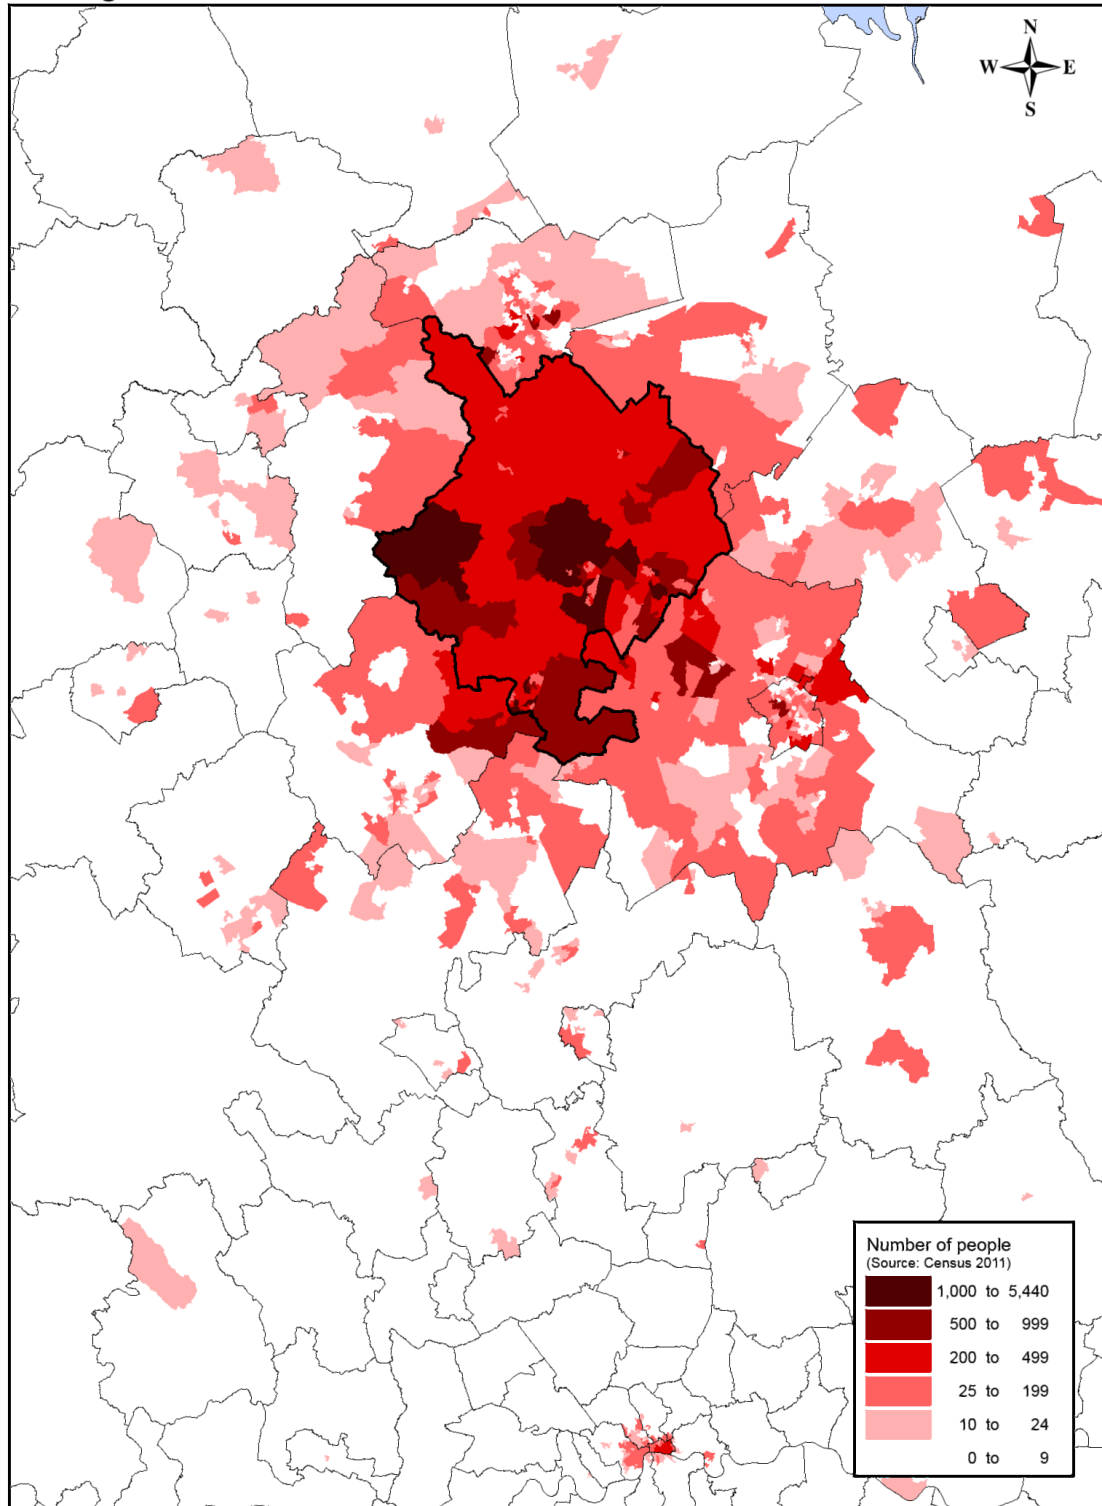 N
W E
S
Number of people
(Source: Census 2011)
1,000 to 5,440
500 to 999
200 to 499
25 to 199
10 to 24
0 to 9